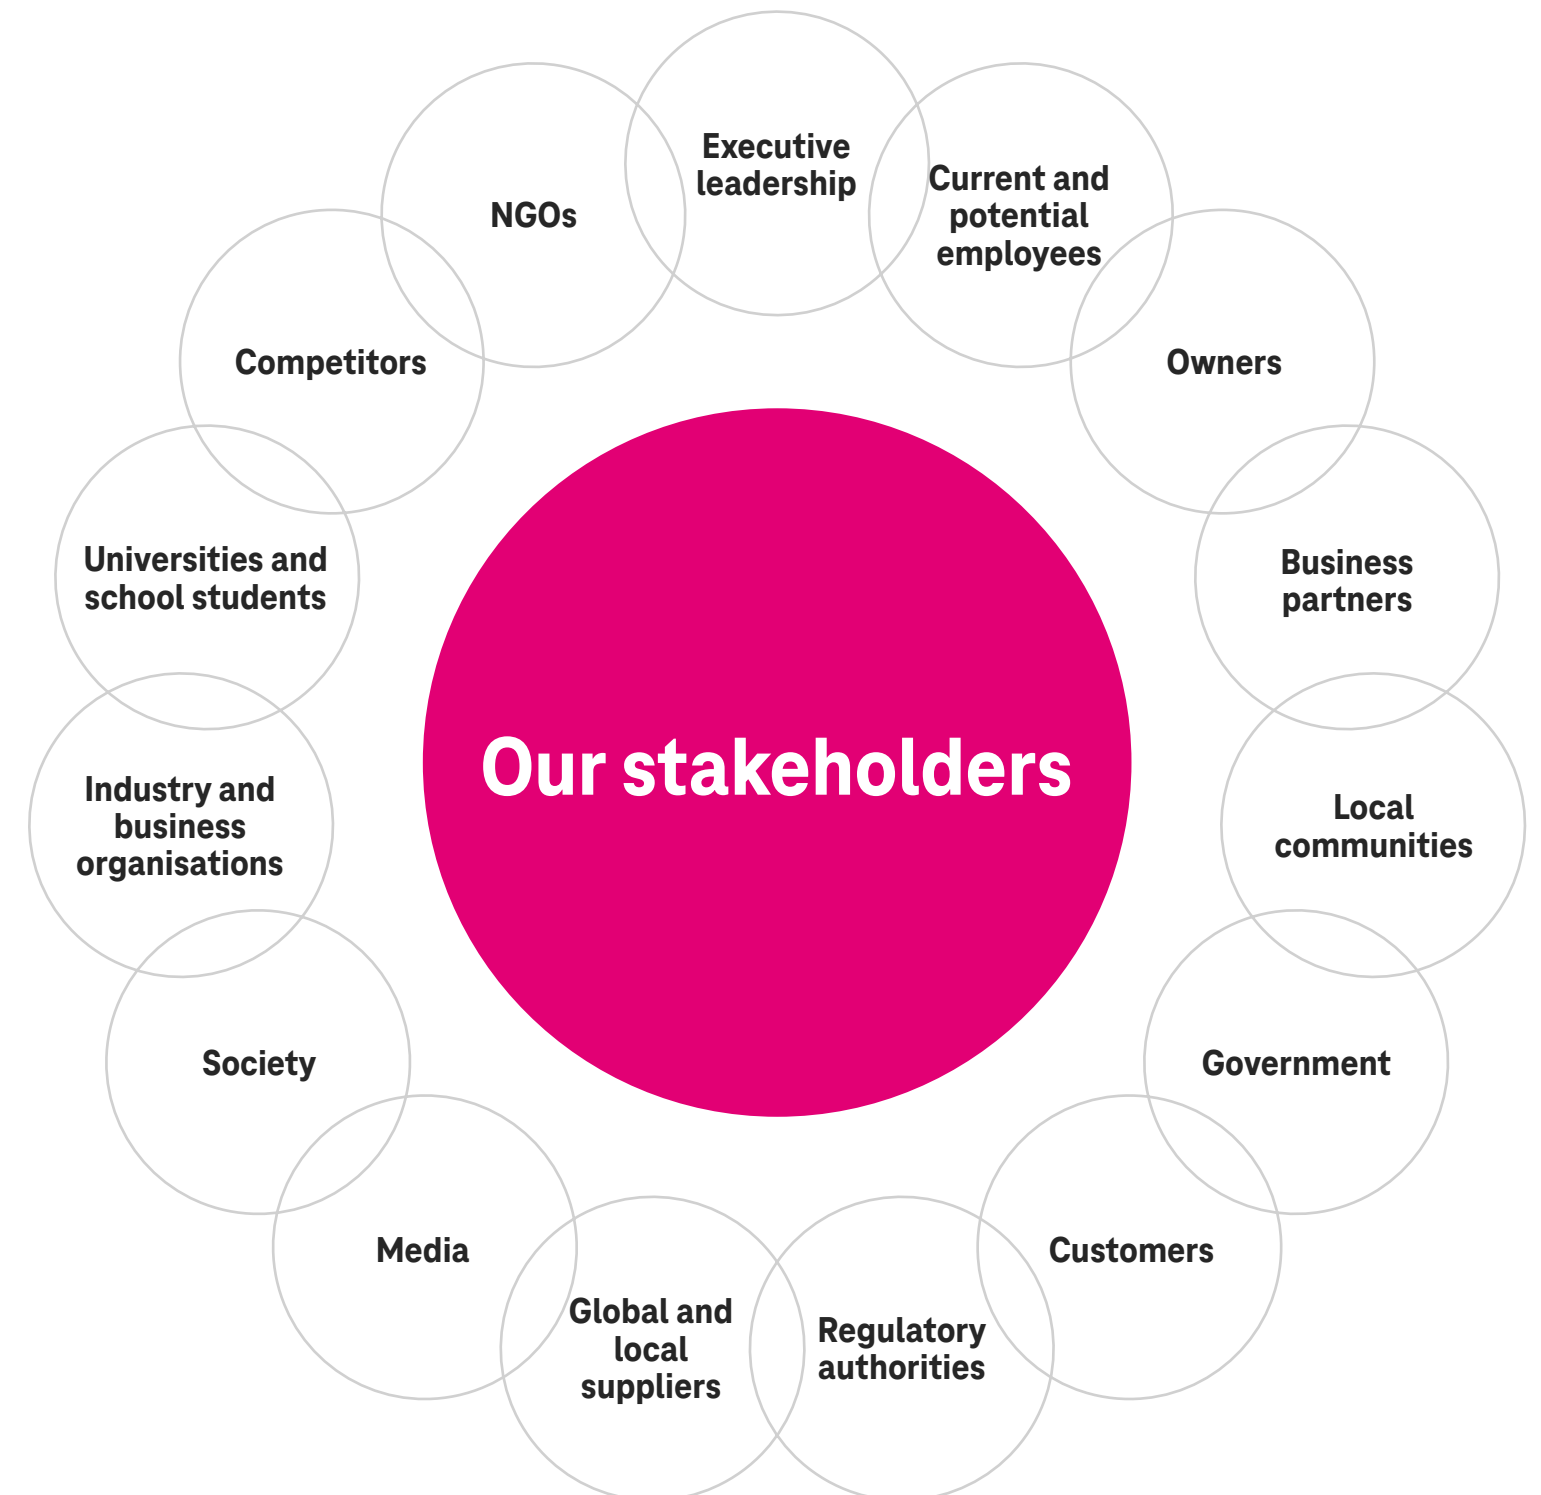 Executive
leadership
Current and
potential
employees
Owners
Business
partners
Local
communities
Government
Customers
Regulatory
authorities
Global and
local
suppliers
Media
Society
Industry and
business
organisations
Universities and
school students
Competitors
NGOs
Our stakeholders